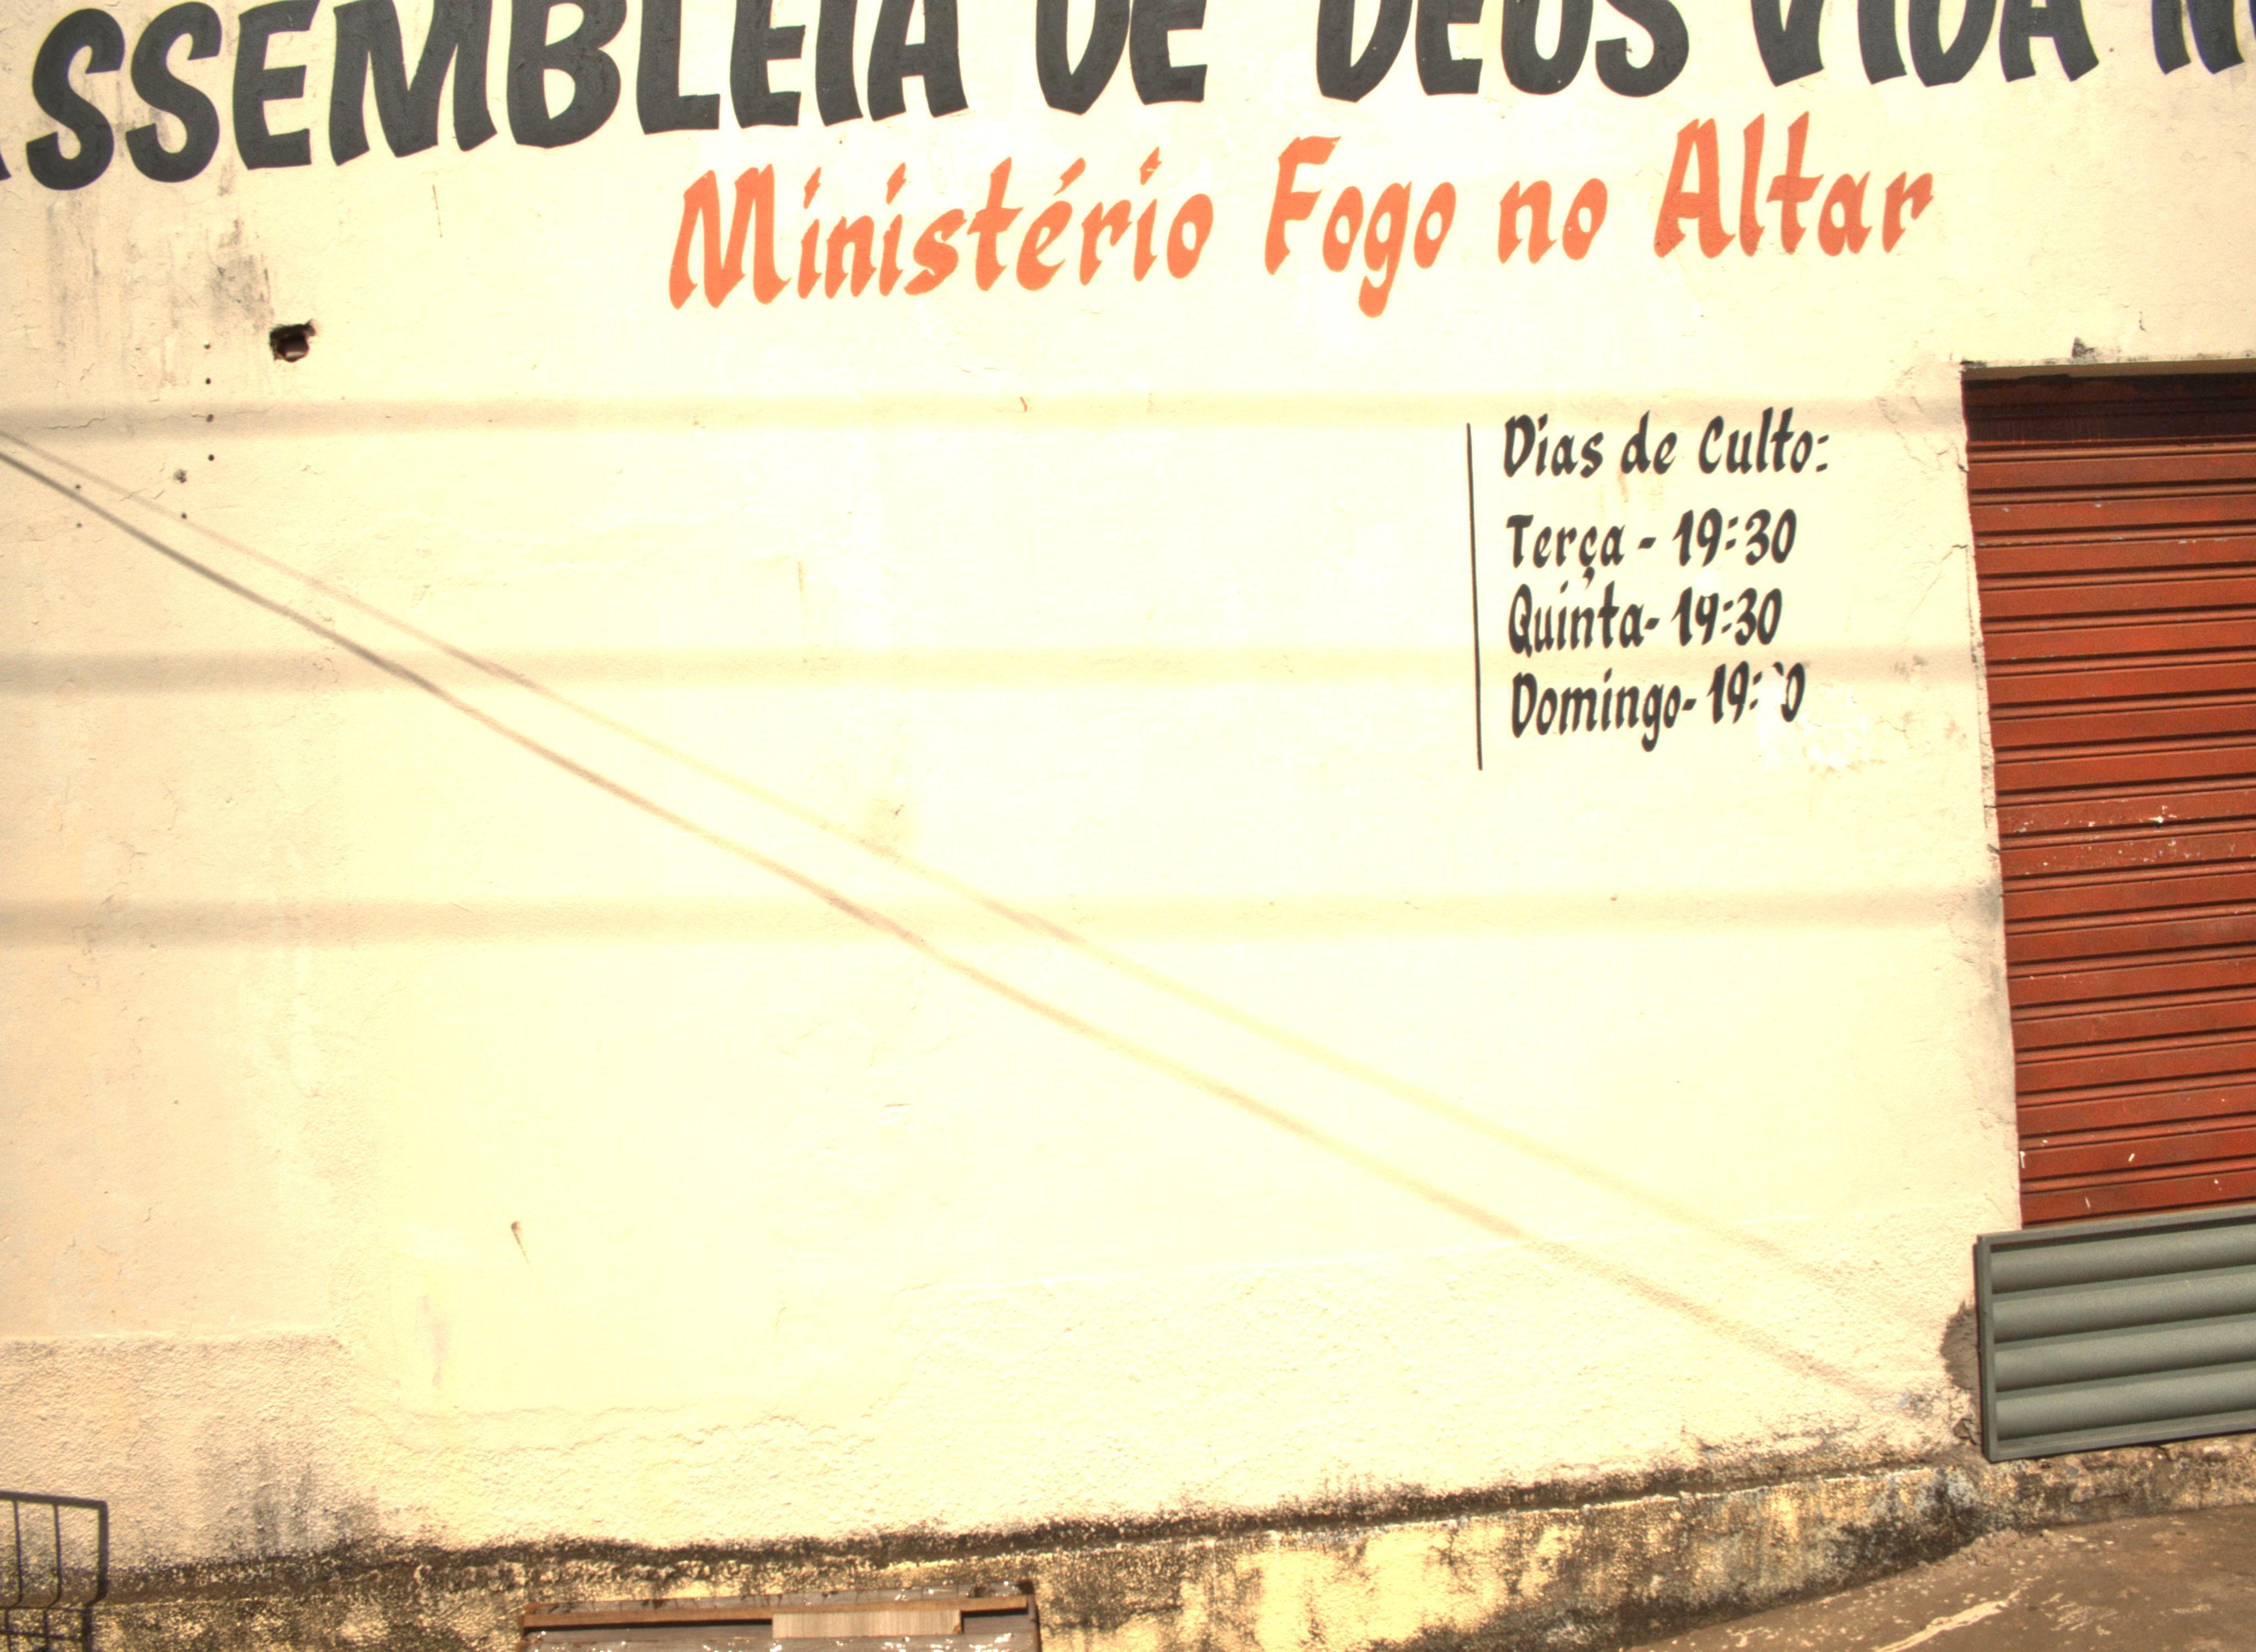 ASSEMBLEIA DE DEUS VIDA
Ministério Fogo no Altar
Dias de Culto:
Terça - 19:30
Quinta- 19:30
Domingo-